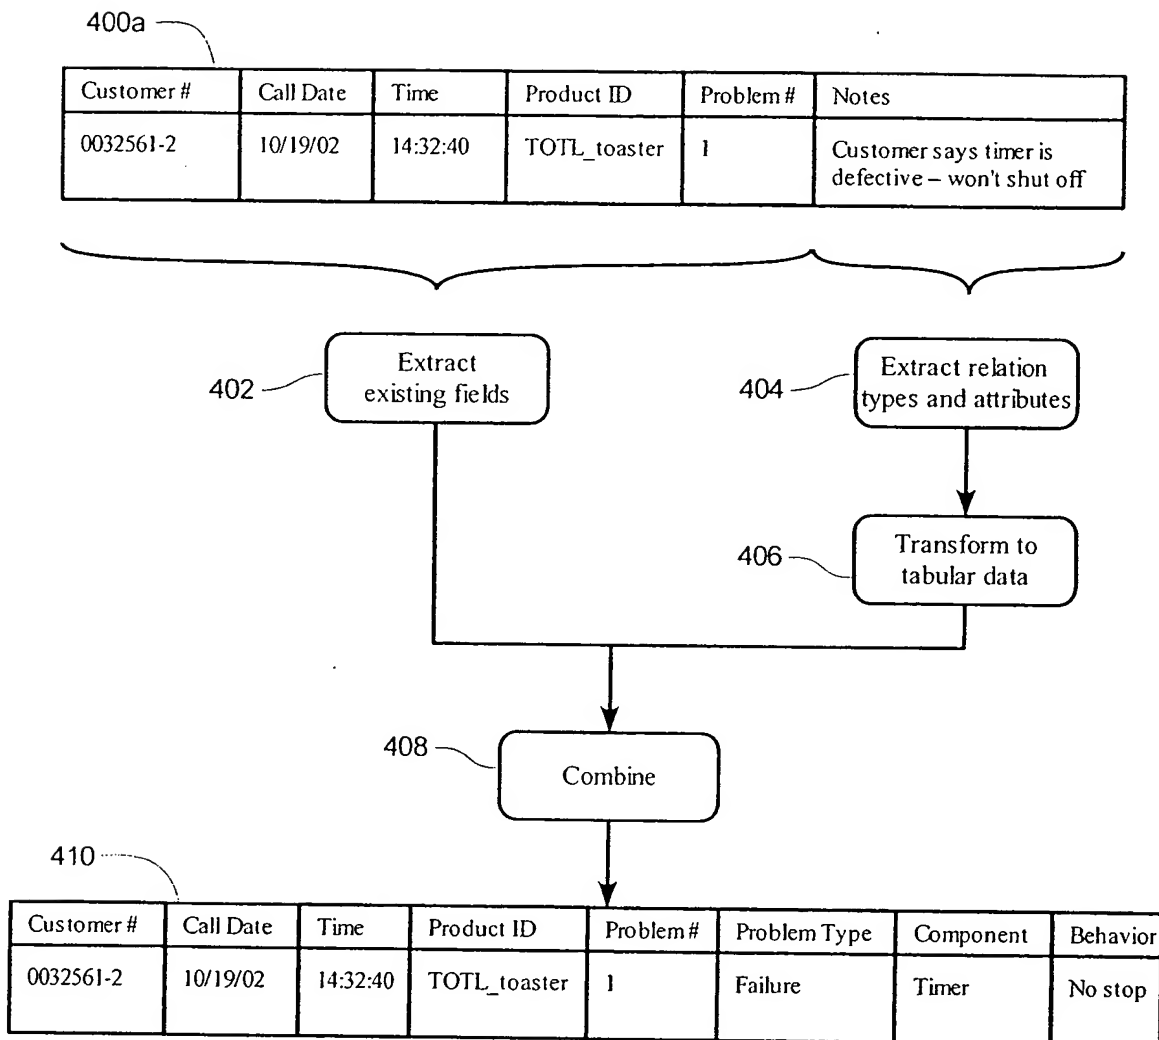 400a
Customer # Call Date Time Product ID Problem # Notes
0032561-2 10/19/02 14:32:40 TOTL_toaster 1 Customer says timer is
defective – won't shut off
402
Extract
existing fields
404
Extract relation
types and attributes
406
Transform to
tabular data
408
Combine
410
Customer # Call Date Time Product ID Problem # Problem Type Component Behavior
0032561-2 10/19/02 14:32:40 TOTL_toaster 1 Failure Timer No stop